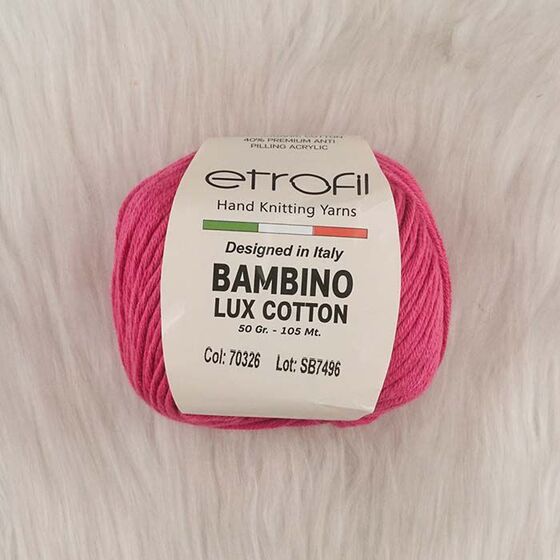 COTTON
40% PREMIUM ANTI
PILLING ACRYLIC
etrofil
Hand Knitting Yarns
Designed in Italy
BAMBINO
LUX COTTON
50 Gr. - 105 Mt.
Col: 70326 Lot: SB7496